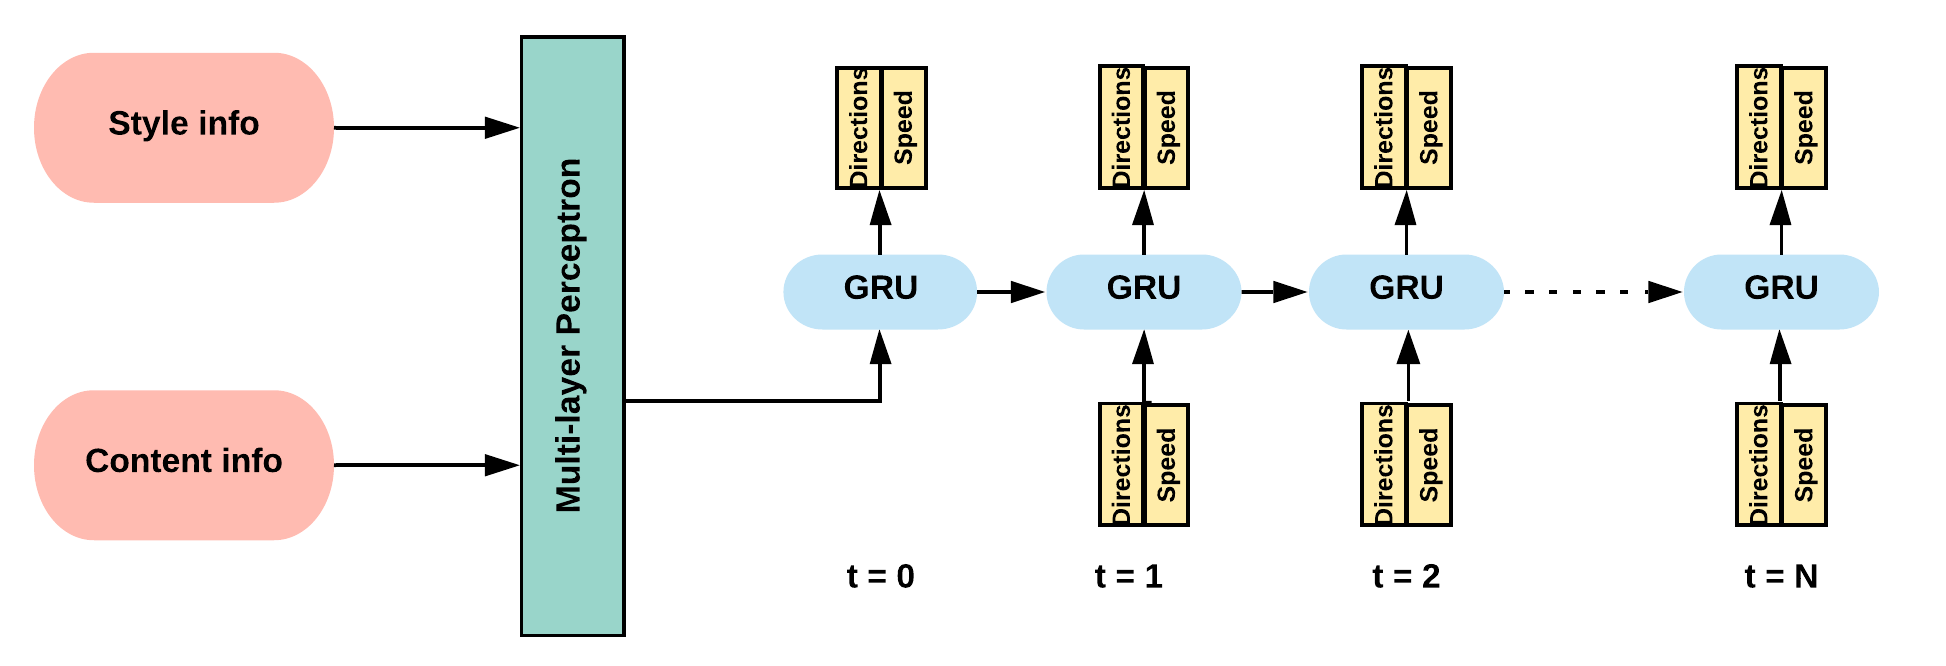 Style info
Content info
Multi-layer Perceptron
Directions
Speed
Directions
Speed
Directions
Speed
Directions
Speed
GRU
GRU
GRU
GRU
Directions
Speed
Directions
Speed
Directions
Speed
t = 0
t = 1
t = 2
t = N